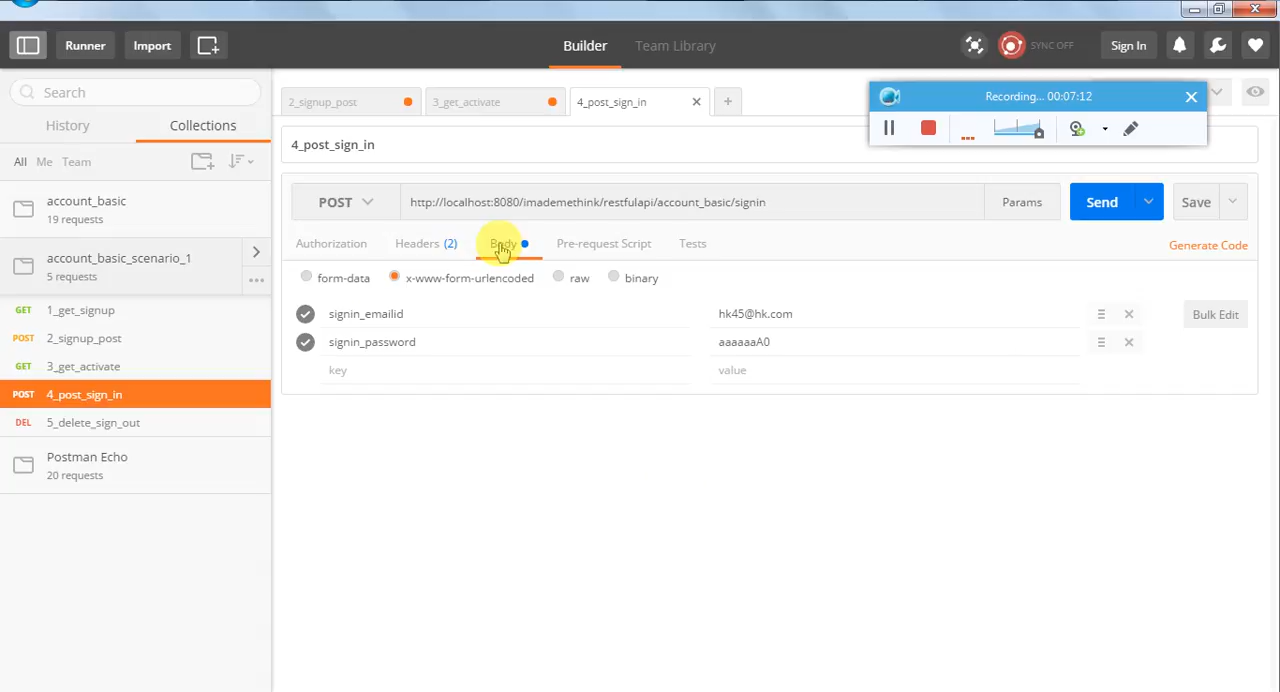 Runner
Import
Builder
Team Library
SYNC OFF
Sign In
Search
History
Collections
All Me Team
account_basic
19 requests
account_basic_scenario_1
5 requests
GET 1_get_signup
POST 2_signup_post
GET 3_get_activate
POST 4_post_sign_in
DEL 5_delete_sign_out
Postman Echo
20 requests
2_signup_post
3_get_activate
4_post_sign_in
Recording... 00:07:12
4_post_sign_in
POST
http://localhost:8080/imademethink/restfulapi/account_basic/signin
Params
Send
Save
Authorization
Headers (2)
Body
Pre-request Script
Tests
Generate Code
form-data
x-www-form-urlencoded
raw
binary
signin_emailid hk45@hk.com
Bulk Edit
signin_password aaaaaaA0
key value